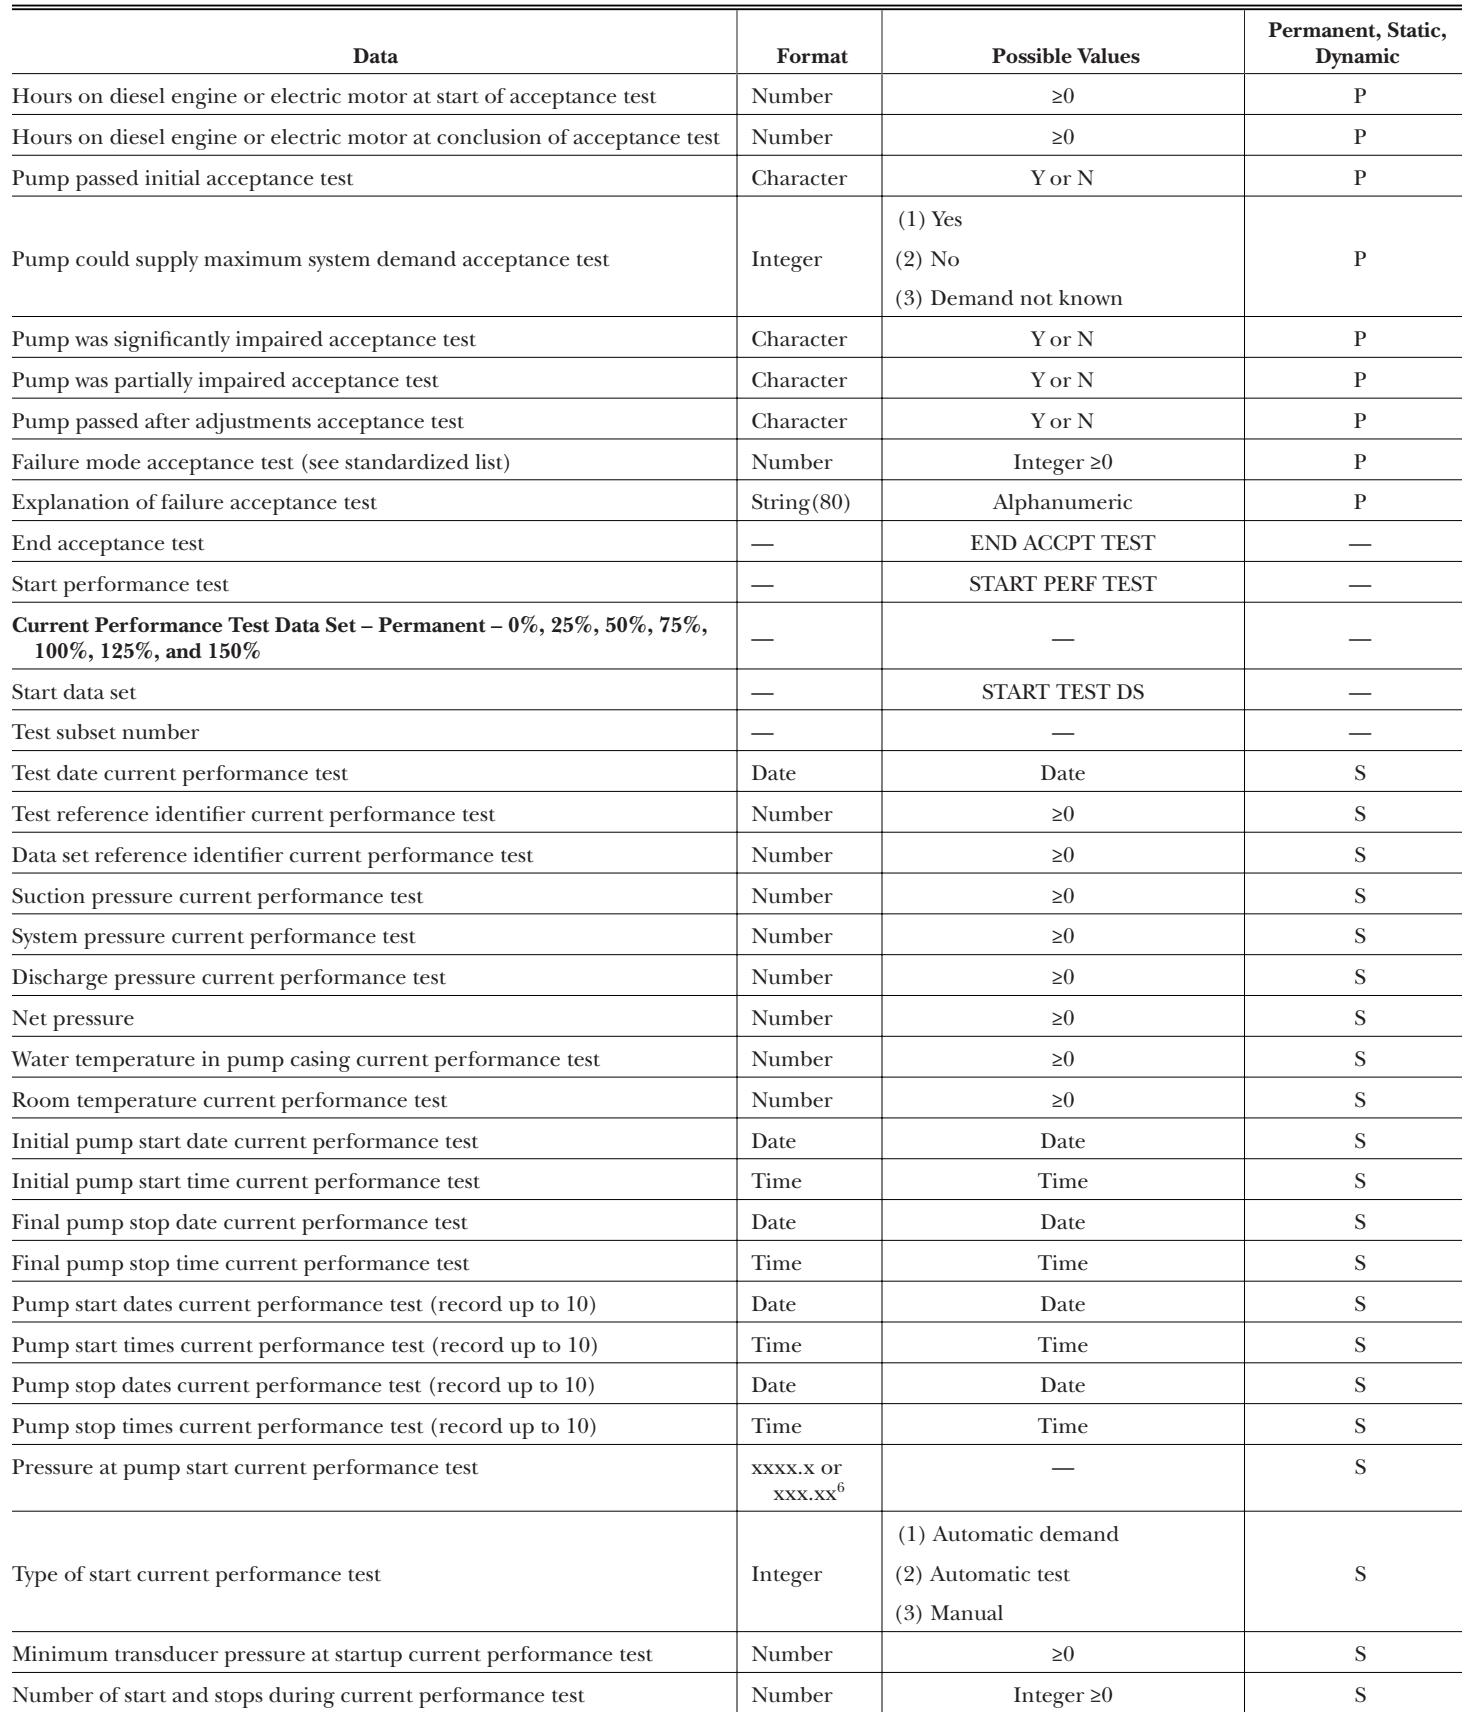 Data Format Possible Values Permanent, Static,
Dynamic
Hours on diesel engine or electric motor at start of acceptance test Number ≥0 P
Hours on diesel engine or electric motor at conclusion of acceptance test Number ≥0 P
Pump passed initial acceptance test Character Y or N P
Pump could supply maximum system demand acceptance test Integer (1) Yes
(2) No
(3) Demand not known P
Pump was significantly impaired acceptance test Character Y or N P
Pump was partially impaired acceptance test Character Y or N P
Pump passed after adjustments acceptance test Character Y or N P
Failure mode acceptance test (see standardized list) Number Integer ≥0 P
Explanation of failure acceptance test String(80) Alphanumeric P
End acceptance test — END ACCPT TEST —
Start performance test — START PERF TEST —
Current Performance Test Data Set – Permanent – 0%, 25%, 50%, 75%,
100%, 125%, and 150% — — —
Start data set — START TEST DS —
Test subset number — — —
Test date current performance test Date Date S
Test reference identifier current performance test Number ≥0 S
Data set reference identifier current performance test Number ≥0 S
Suction pressure current performance test Number ≥0 S
System pressure current performance test Number ≥0 S
Discharge pressure current performance test Number ≥0 S
Net pressure Number ≥0 S
Water temperature in pump casing current performance test Number ≥0 S
Room temperature current performance test Number ≥0 S
Initial pump start date current performance test Date Date S
Initial pump start time current performance test Time Time S
Final pump stop date current performance test Date Date S
Final pump stop time current performance test Time Time S
Pump start dates current performance test (record up to 10) Date Date S
Pump start times current performance test (record up to 10) Time Time S
Pump stop dates current performance test (record up to 10) Date Date S
Pump stop times current performance test (record up to 10) Time Time S
Pressure at pump start current performance test xxxx.x or
xxx.xx⁶ — S
Type of start current performance test Integer (1) Automatic demand
(2) Automatic test
(3) Manual S
Minimum transducer pressure at startup current performance test Number ≥0 S
Number of start and stops during current performance test Number Integer ≥0 S